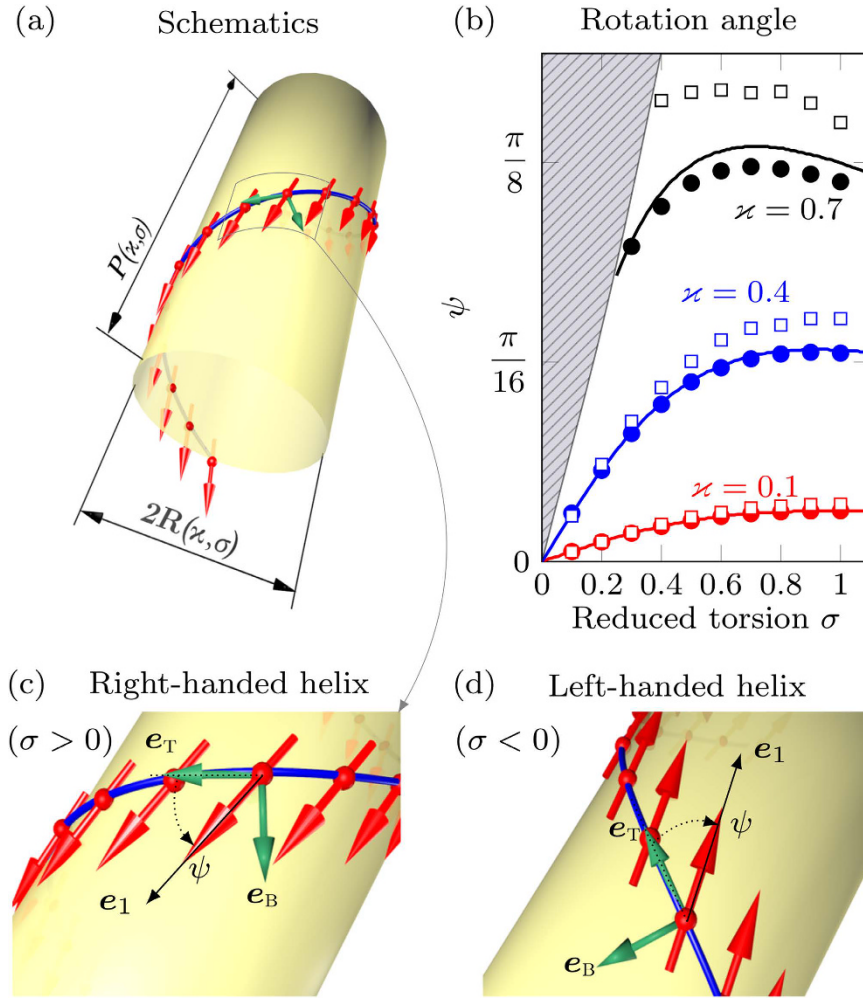 (a) Schematics
P(ϰ,σ)
2R(ϰ,σ)
(b) Rotation angle
ψ
π/8
π/16
0
ϰ = 0.7
ϰ = 0.4
ϰ = 0.1
0 0.2 0.4 0.6 0.8 1
Reduced torsion σ
(c) Right-handed helix
(σ > 0)
e_T
ψ
e_1
e_B
(d) Left-handed helix
(σ < 0)
e_1
e_T
ψ
e_B